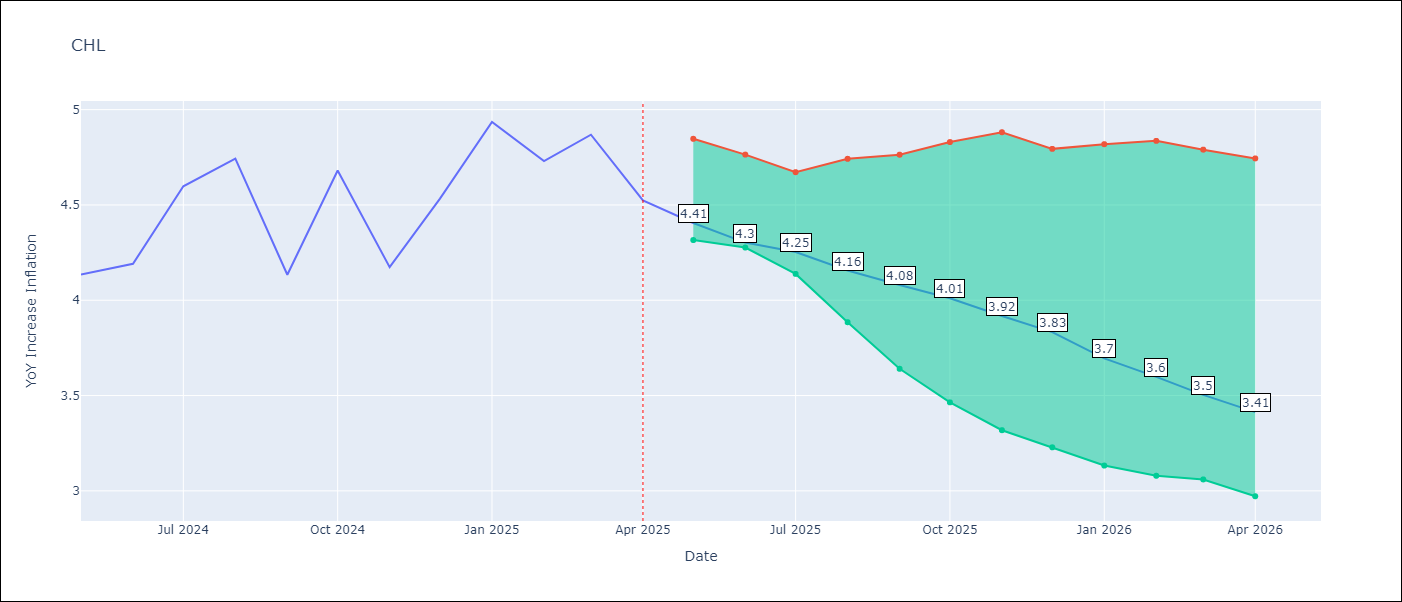 CHL
5
4.5
4
3.5
3
YoY Increase Inflation
4.41
4.3
4.25
4.16
4.08
4.01
3.92
3.83
3.7
3.6
3.5
3.41
Jul 2024
Oct 2024
Jan 2025
Apr 2025
Jul 2025
Oct 2025
Jan 2026
Apr 2026
Date